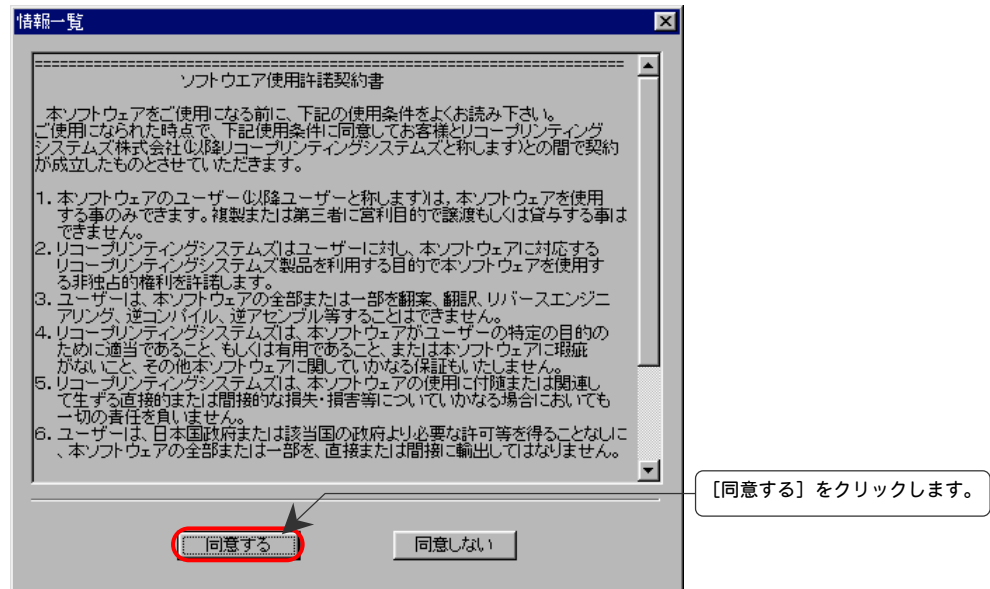 情報一覧
======================================================================
ソフトウエア使用許諾契約書
本ソフトウェアをご使用になる前に、下記の使用条件をよくお読み下さい。
ご使用になられた時点で、下記使用条件に同意してお客様とリコープリンティング
システムズ株式会社(以降リコープリンティングシステムズと称します)との間で契約
が成立したものとさせていただきます。
1. 本ソフトウェアのユーザー(以降ユーザーと称します)は，本ソフトウェアを使用
する事のみできます。複製または第三者に営利目的で譲渡もしくは貸与する事は
できません。
2. リコープリンティングシステムズはユーザーに対し、本ソフトウェアに対応する
リコープリンティングシステムズ製品を利用する目的で本ソフトウェアを使用す
る非独占的権利を許諾します。
3. ユーザーは、本ソフトウェアの全部または一部を翻案、翻訳、リバースエンジニ
アリング、逆コンパイル、逆アセンブル等することはできません。
4. リコープリンティングシステムズは、本ソフトウェアがユーザーの特定の目的の
ために適当であること、もしくは有用であること、または本ソフトウェアに瑕疵
がないこと、その他本ソフトウェアに関していかなる保証もいたしません。
5. リコープリンティングシステムズは、本ソフトウェアの使用に付随または関連し
て生ずる直接的または間接的な損失・損害等についていかなる場合においても
一切の責任を負いません。
6. ユーザーは、日本国政府または該当国の政府より必要な許可等を得ることなしに
、本ソフトウェアの全部または一部を、直接または間接に輸出してはなりません。
［同意する］をクリックします。
同意する
同意しない